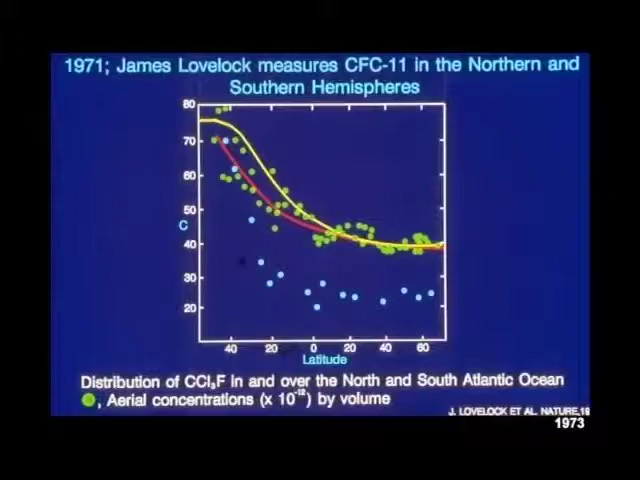 1971; James Lovelock measures CFC-11 in the Northern and
Southern Hemispheres
80
70
60
50
C
40
30
20
40 20 0 20 40 60
Latitude
Distribution of CCl₃F in and over the North and South Atlantic Ocean
, Aerial concentrations (x 10⁻¹²) by volume
J. LOVELOCK ET AL. NATURE,19
1973